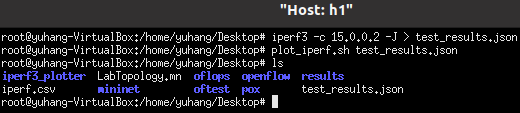 "Host: h1"
root@yuhang-VirtualBox:/home/yuhang/Desktop# iperf3 -c 15.0.0.2 -J > test_results.json
root@yuhang-VirtualBox:/home/yuhang/Desktop# plot_iperf.sh test_results.json
root@yuhang-VirtualBox:/home/yuhang/Desktop# ls
iperf3_plotter LabTopology.mn oflops openflow results
iperf.csv mininet oftest pox test_results.json
root@yuhang-VirtualBox:/home/yuhang/Desktop#